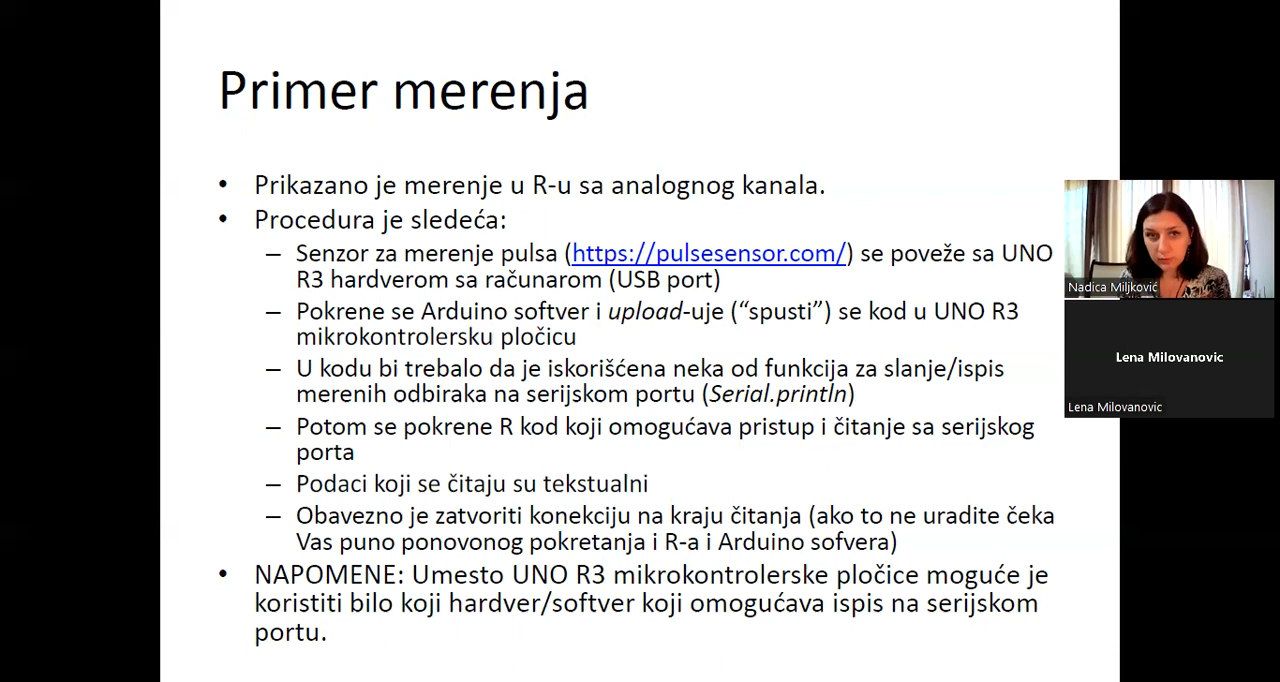 Primer merenja
• Prikazano je merenje u R-u sa analognog kanala.
• Procedura je sledeća:
– Senzor za merenje pulsa (https://pulsesensor.com/) se poveže sa UNO
R3 hardverom sa računarom (USB port)
– Pokrene se Arduino softver i upload-uje (“spusti”) se kod u UNO R3
mikrokontrolersku pločicu
– U kodu bi trebalo da je iskorišćena neka od funkcija za slanje/ispis
merenih odbiraka na serijskom portu (Serial.println)
– Potom se pokrene R kod koji omogućava pristup i čitanje sa serijskog
porta
– Podaci koji se čitaju su tekstualni
– Obavezno je zatvoriti konekciju na kraju čitanja (ako to ne uradite čeka
Vas puno ponovonog pokretanja i R-a i Arduino sofvera)
• NAPOMENE: Umesto UNO R3 mikrokontrolerske pločice moguće je
koristiti bilo koji hardver/softver koji omogućava ispis na serijskom
portu.
Nadica Miljković
Lena Milovanovic
Lena Milovanovic